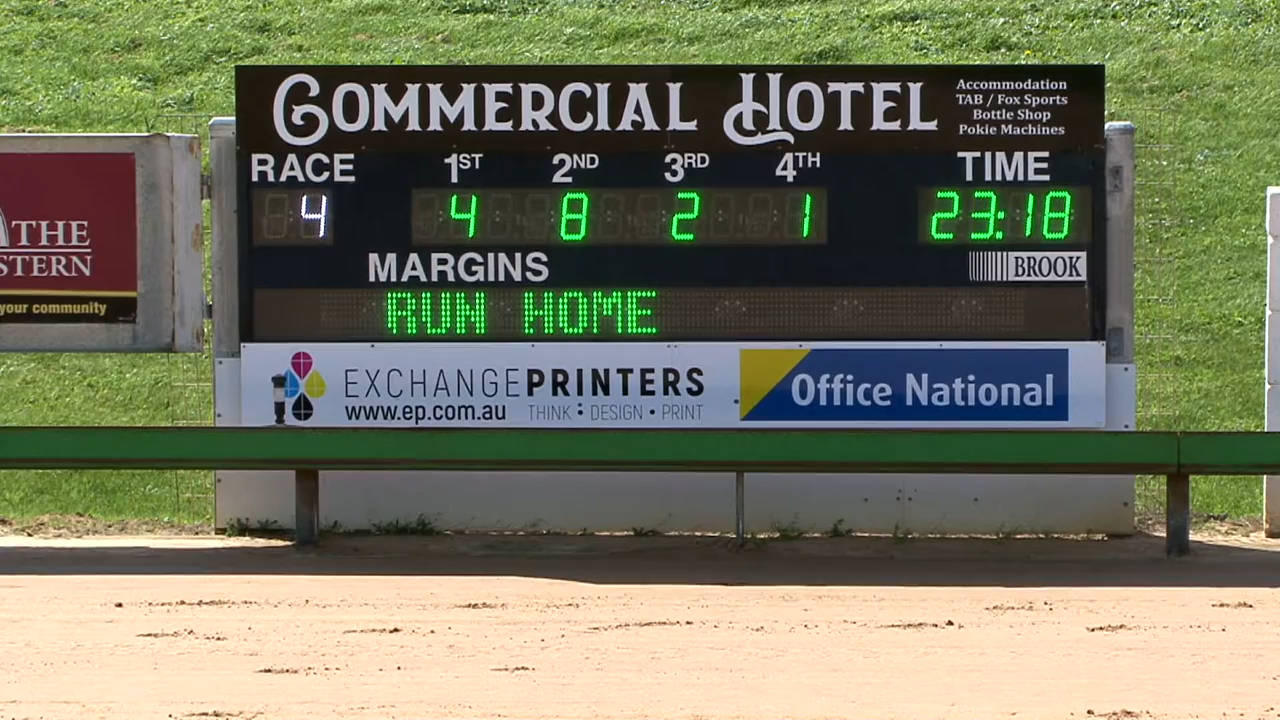 COMMERCIAL HOTEL
Accommodation
TAB / Fox Sports
Bottle Shop
Pokie Machines
RACE 1ST 2ND 3RD 4TH TIME
4 4 8 2 1 23:18
MARGINS
BROOK
RUN HOME
THE
STERN
your community
EXCHANGEPRINTERS
www.ep.com.au THINK : DESIGN • PRINT
Office National